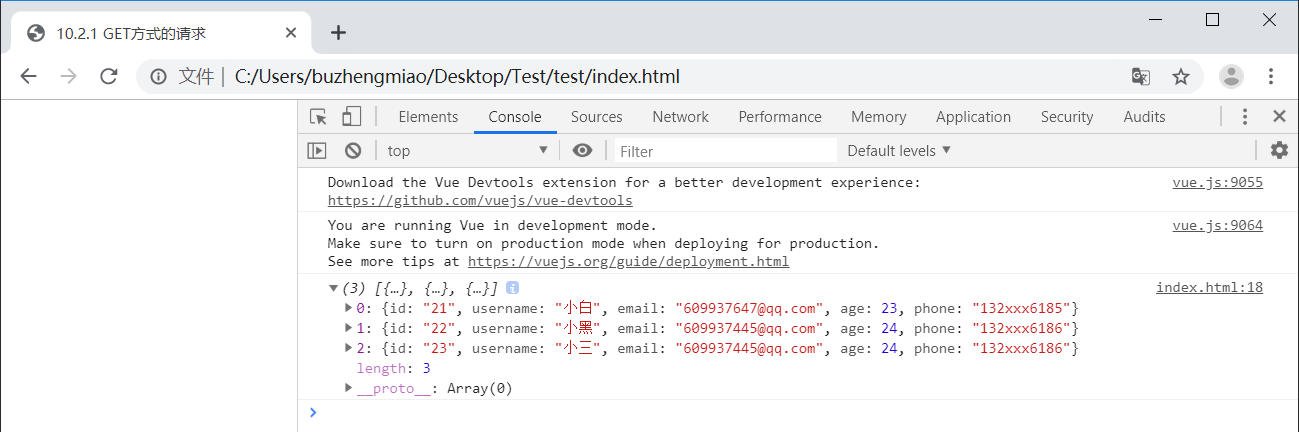 10.2.1 GET方式的请求
文件 | C:/Users/buzhengmiao/Desktop/Test/test/index.html
Elements Console Sources Network Performance Memory Application Security Audits
top Filter Default levels
Download the Vue Devtools extension for a better development experience: vue.js:9055
https://github.com/vuejs/vue-devtools
You are running Vue in development mode. vue.js:9064
Make sure to turn on production mode when deploying for production.
See more tips at https://vuejs.org/guide/deployment.html
(3) [{…}, {…}, {…}] index.html:18
0: {id: "21", username: "小白", email: "609937647@qq.com", age: 23, phone: "132xxx6185"}
1: {id: "22", username: "小黑", email: "609937445@qq.com", age: 24, phone: "132xxx6186"}
2: {id: "23", username: "小三", email: "609937445@qq.com", age: 24, phone: "132xxx6186"}
length: 3
__proto__: Array(0)